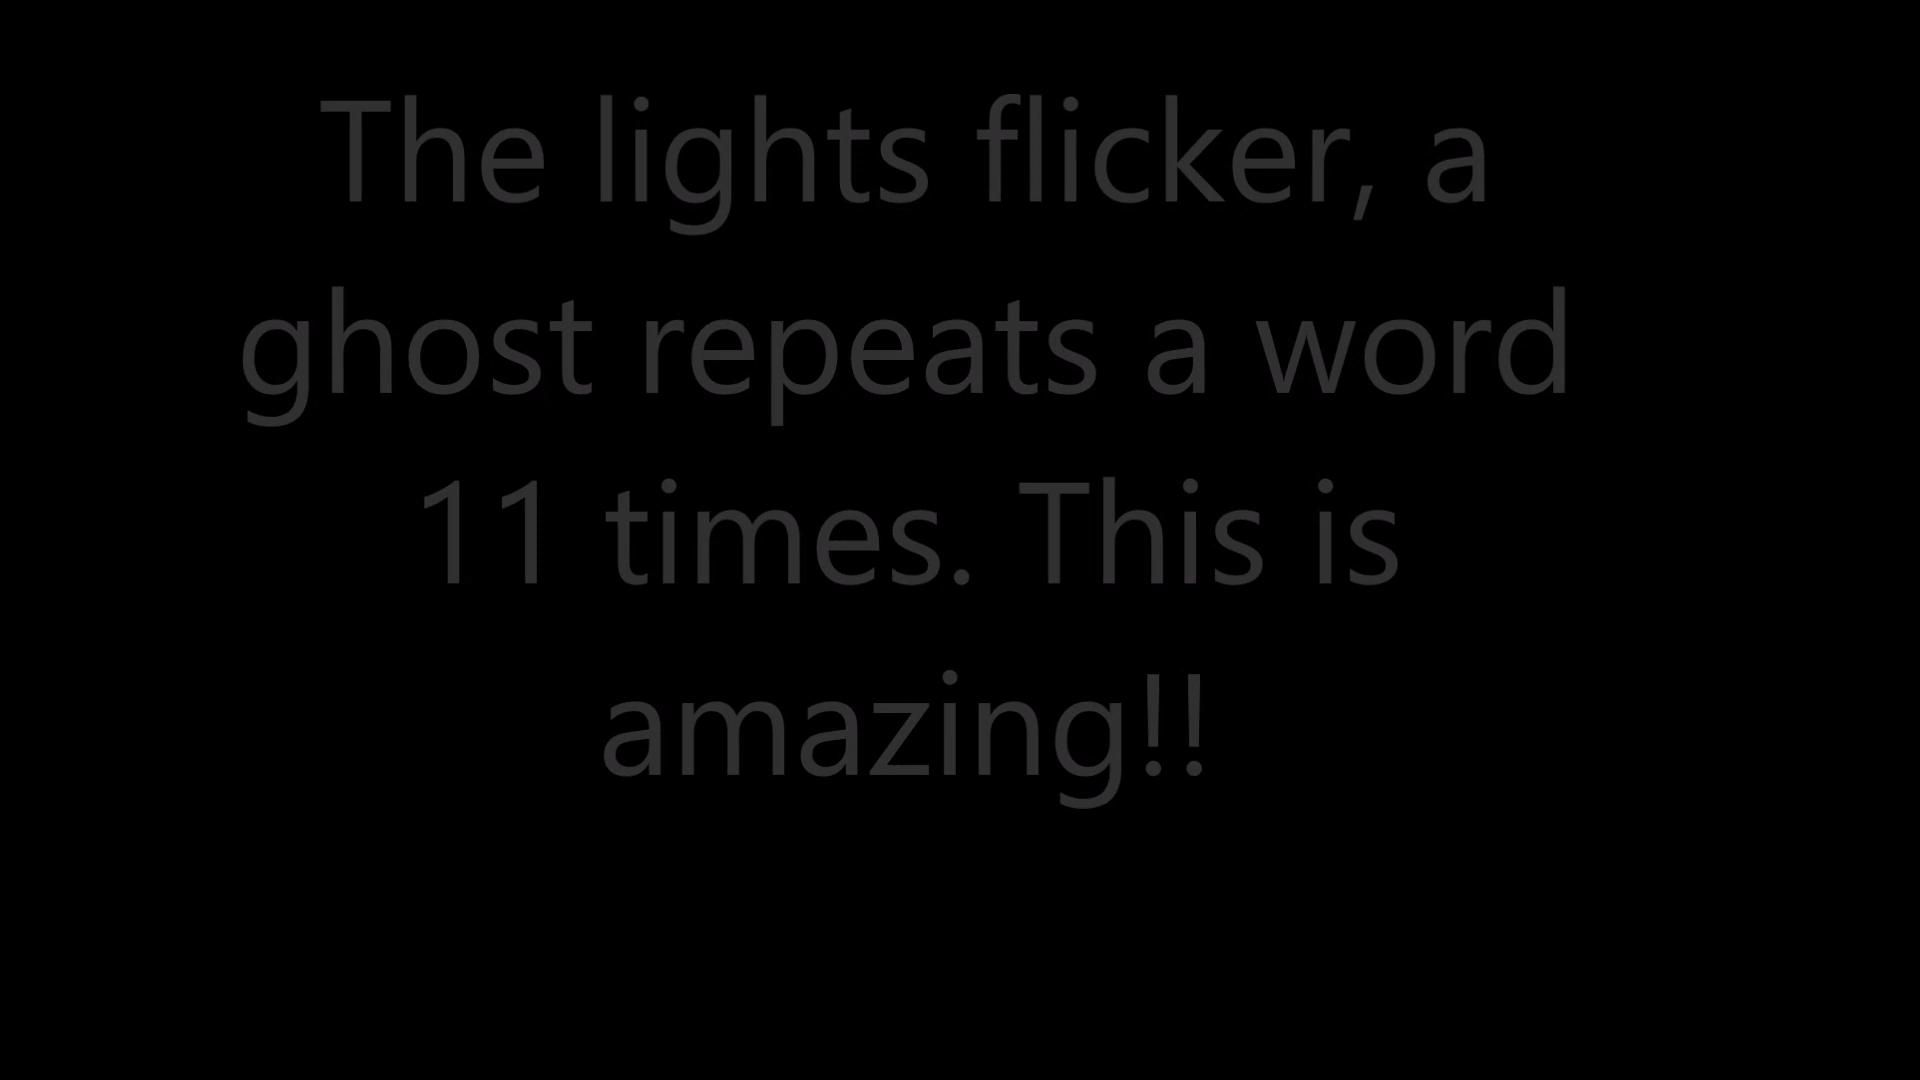 The lights flicker, a
ghost repeats a word
11 times. This is
amazing!!